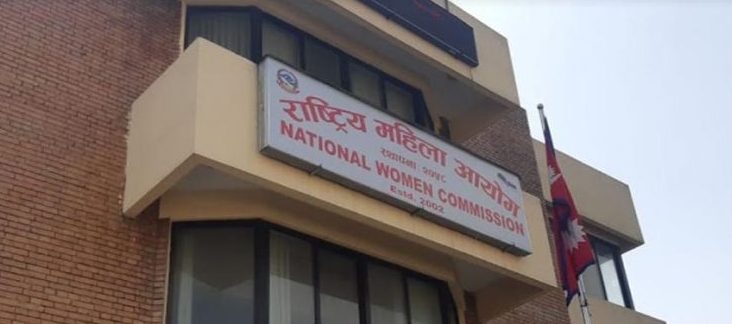 राष्ट्रिय महिला आयोग
स्थापना - २०५८
NATIONAL WOMEN COMMISSION
Estd. 2002